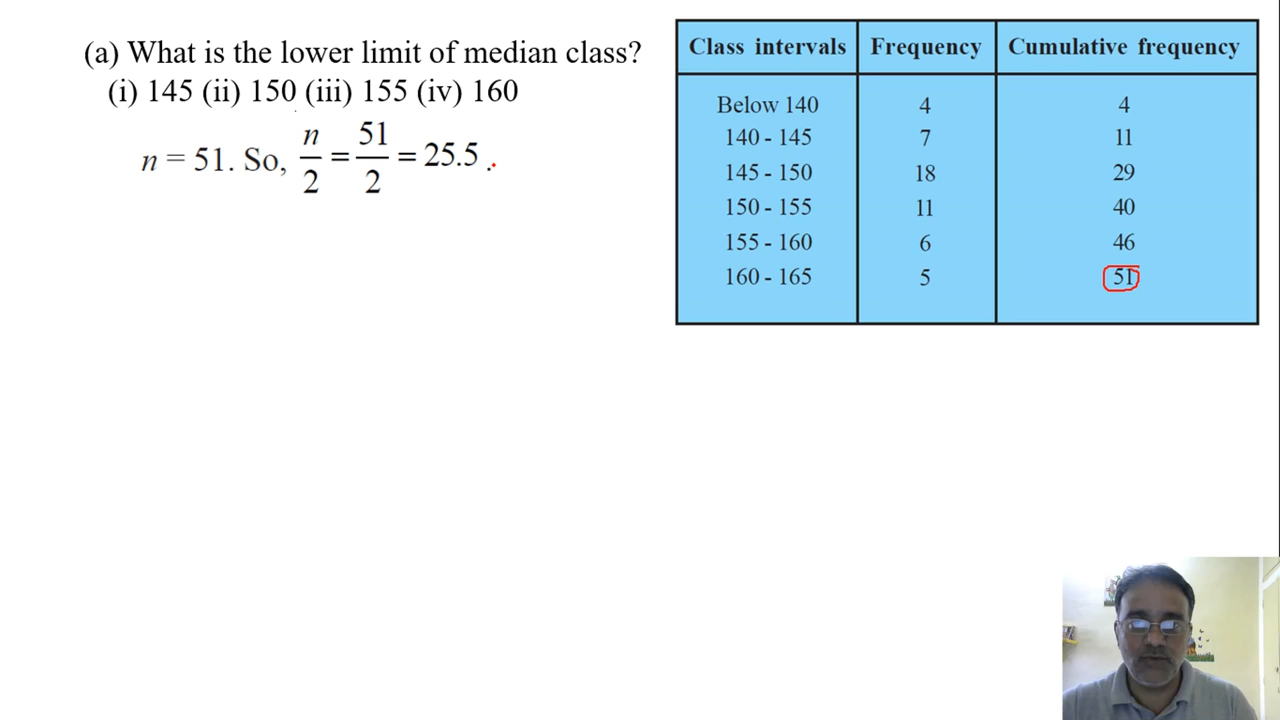 (a) What is the lower limit of median class?
(i) 145 (ii) 150 (iii) 155 (iv) 160
n = 51. So, n/2 = 51/2 = 25.5 .
Class intervals Frequency Cumulative frequency
Below 140 4 4
140 - 145 7 11
145 - 150 18 29
150 - 155 11 40
155 - 160 6 46
160 - 165 5 51